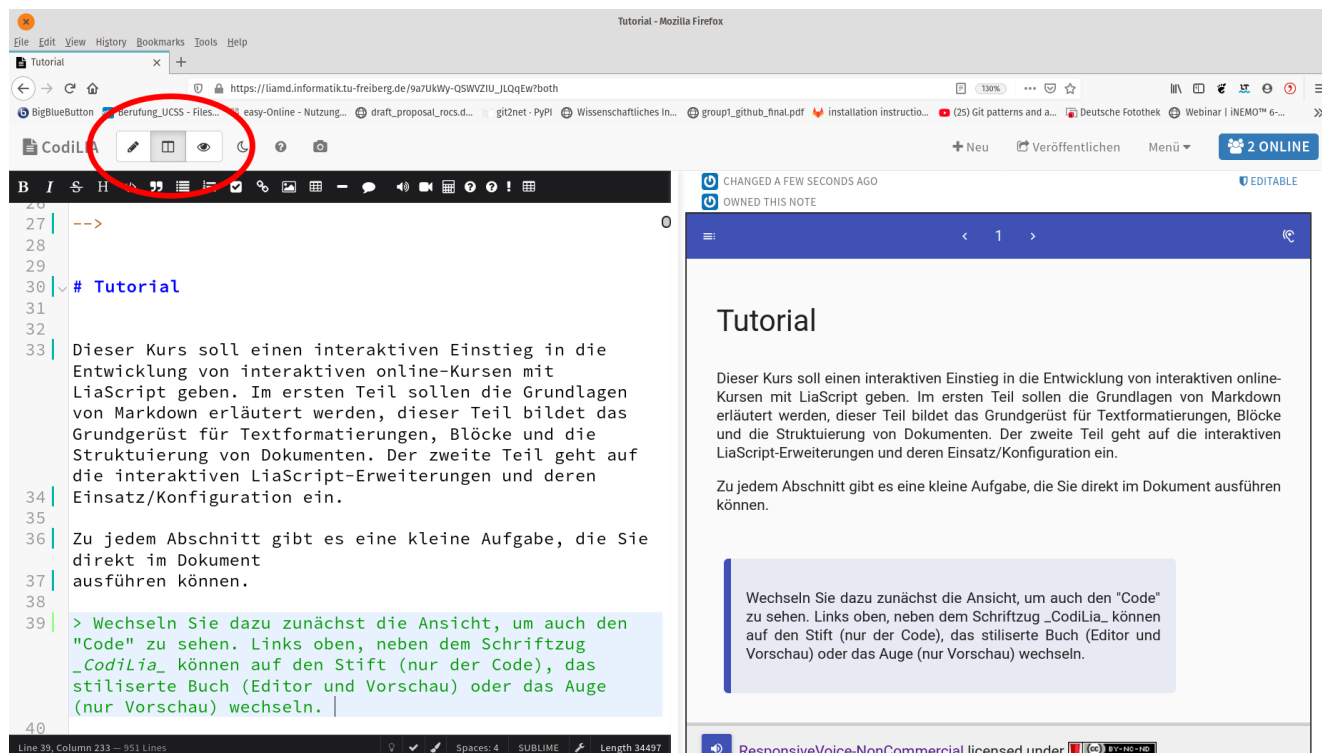 Tutorial - Mozilla Firefox
File Edit View History Bookmarks Tools Help
Tutorial
https://liamd.informatik.tu-freiberg.de/9a7UkWy-QSWVZIU_JLQqEw?both
130%
BigBlueButton Berufung_UCSS - Files... easy-Online - Nutzung... draft_proposal_rocs.d... git2net · PyPI Wissenschaftliches In... group1_github_final.pdf installation instructio... (25) Git patterns and a... Deutsche Fotothek Webinar | iNEMO™ 6-...
CodiLIA
Neu Veröffentlichen Menü 2 ONLINE
B I S H
CHANGED A FEW SECONDS AGO
EDITABLE
OWNED THIS NOTE
26
27 -->
28
29
30 # Tutorial
31
32
33 Dieser Kurs soll einen interaktiven Einstieg in die
Entwicklung von interaktiven online-Kursen mit
LiaScript geben. Im ersten Teil sollen die Grundlagen
von Markdown erläutert werden, dieser Teil bildet das
Grundgerüst für Textformatierungen, Blöcke und die
Struktuierung von Dokumenten. Der zweite Teil geht auf
die interaktiven LiaScript-Erweiterungen und deren
34 Einsatz/Konfiguration ein.
35
36 Zu jedem Abschnitt gibt es eine kleine Aufgabe, die Sie
direkt im Dokument
37 ausführen können.
38
39 > Wechseln Sie dazu zunächst die Ansicht, um auch den
"Code" zu sehen. Links oben, neben dem Schriftzug
_CodiLia_ können auf den Stift (nur der Code), das
stiliserte Buch (Editor und Vorschau) oder das Auge
(nur Vorschau) wechseln.
40
Line 39, Column 233 — 951 Lines
Spaces: 4 SUBLIME Length 34497
1
Tutorial
Dieser Kurs soll einen interaktiven Einstieg in die Entwicklung von interaktiven online-
Kursen mit LiaScript geben. Im ersten Teil sollen die Grundlagen von Markdown
erläutert werden, dieser Teil bildet das Grundgerüst für Textformatierungen, Blöcke
und die Struktuierung von Dokumenten. Der zweite Teil geht auf die interaktiven
LiaScript-Erweiterungen und deren Einsatz/Konfiguration ein.
Zu jedem Abschnitt gibt es eine kleine Aufgabe, die Sie direkt im Dokument ausführen
können.
Wechseln Sie dazu zunächst die Ansicht, um auch den "Code"
zu sehen. Links oben, neben dem Schriftzug _CodiLia_ können
auf den Stift (nur der Code), das stiliserte Buch (Editor und
Vorschau) oder das Auge (nur Vorschau) wechseln.
ResponsiveVoice-NonCommercial licensed under
BY-NC-ND